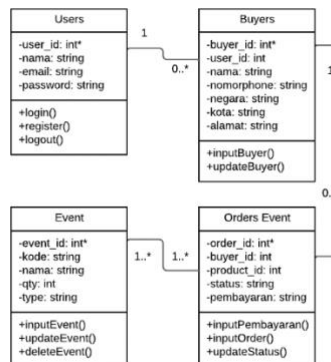 Users
-user_id: int*
-nama: string
-email: string
-password: string
+login()
+register()
+logout()
1
0..*
Buyers
-buyer_id: int*
-user_id: int
-nama: string
-nomorphone: string
-negara: string
-kota: string
-alamat: string
+inputBuyer()
+updateBuyer()
1
0.
Event
-event_id: int*
-kode: string
-nama: string
-qty: int
-type: string
+inputEvent()
+updateEvent()
+deleteEvent()
1..*
1..*
Orders Event
-order_id: int*
-buyer_id: int
-product_id: int
-status: string
-pembayaran: string
+inputPembayaran()
+inputOrder()
+updateStatus()